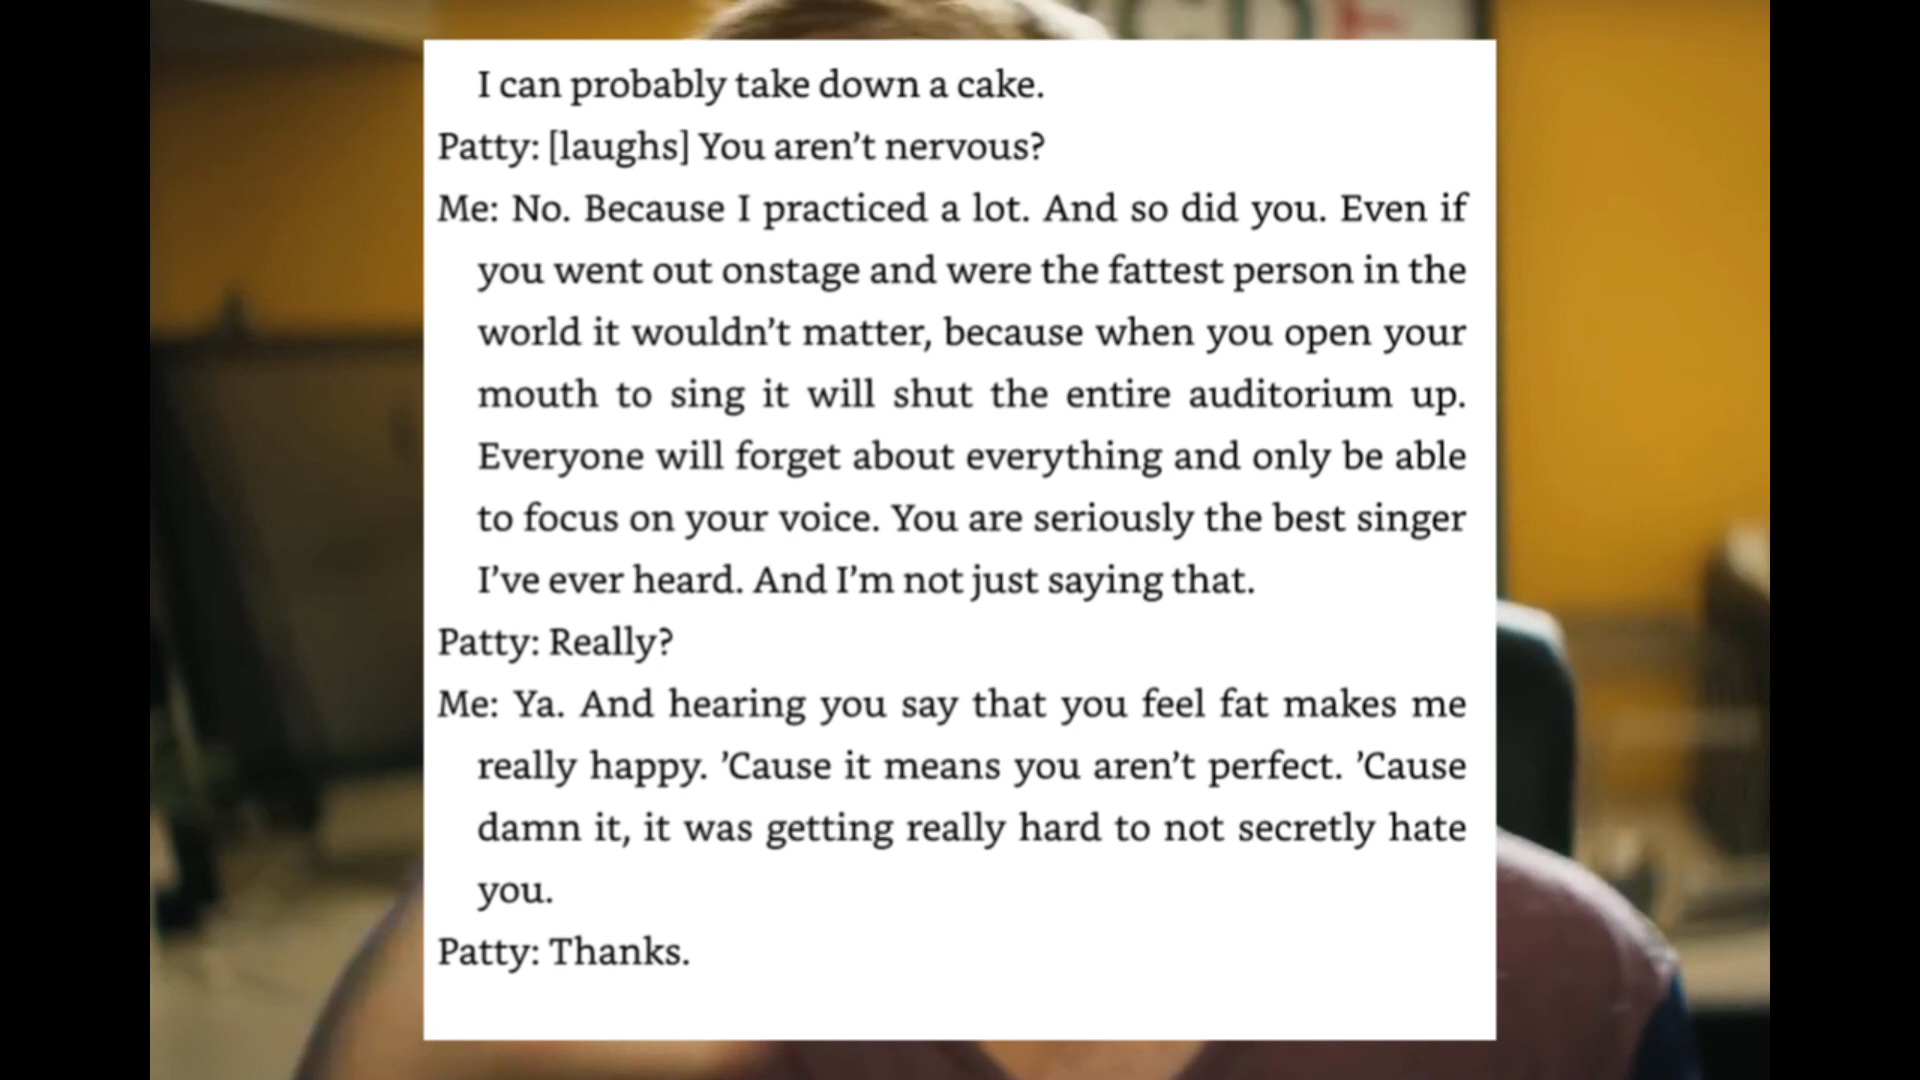 I can probably take down a cake.
Patty: [laughs] You aren’t nervous?
Me: No. Because I practiced a lot. And so did you. Even if
you went out onstage and were the fattest person in the
world it wouldn’t matter, because when you open your
mouth to sing it will shut the entire auditorium up.
Everyone will forget about everything and only be able
to focus on your voice. You are seriously the best singer
I’ve ever heard. And I’m not just saying that.
Patty: Really?
Me: Ya. And hearing you say that you feel fat makes me
really happy. ’Cause it means you aren’t perfect. ’Cause
damn it, it was getting really hard to not secretly hate
you.
Patty: Thanks.